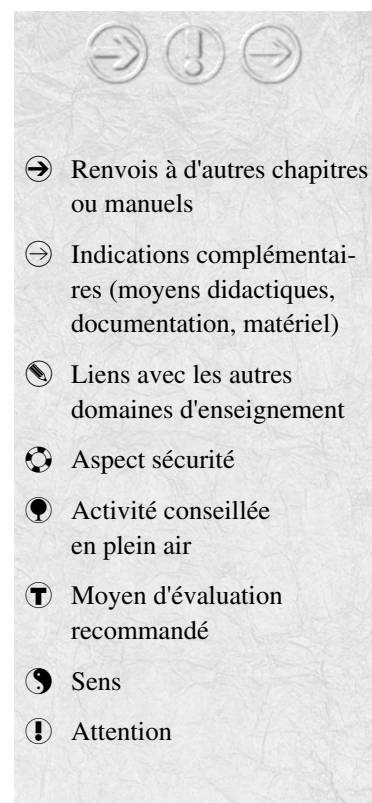 Renvois à d'autres chapitres
ou manuels
Indications complémentai-
res (moyens didactiques,
documentation, matériel)
Liens avec les autres
domaines d'enseignement
Aspect sécurité
Activité conseillée
en plein air
T Moyen d'évaluation
recommandé
Sens
! Attention